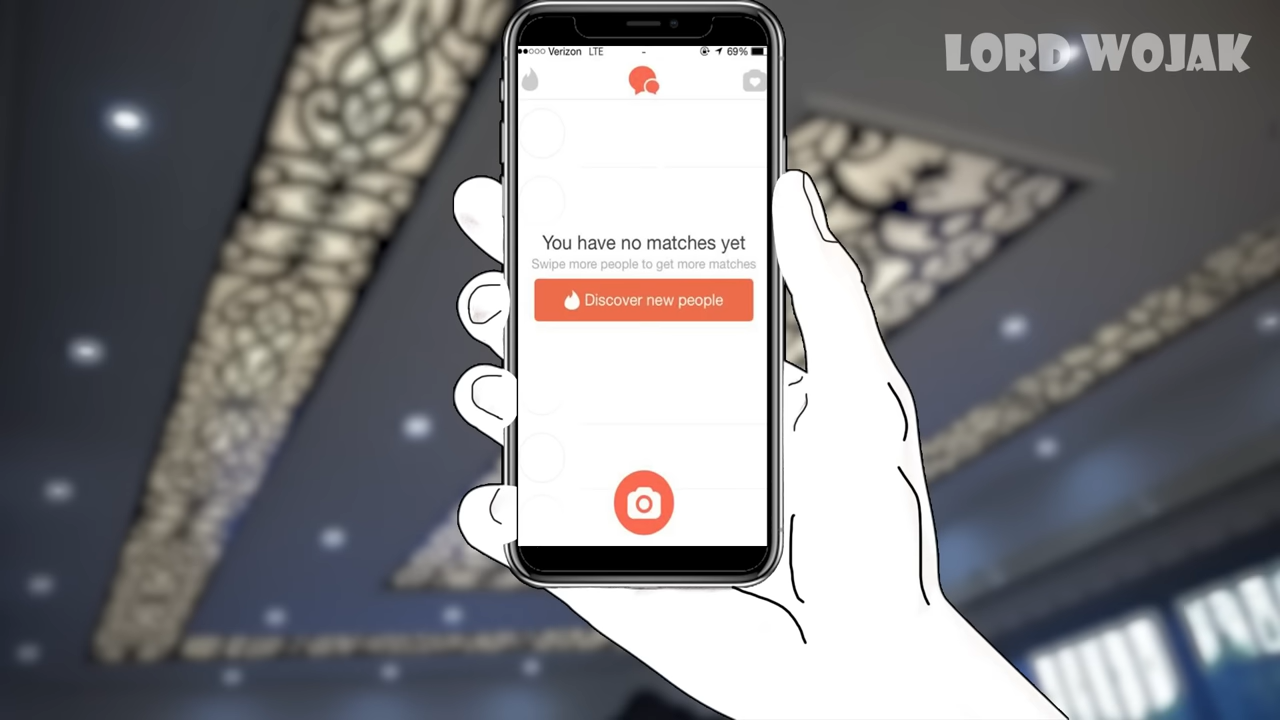 LORD WOJAK
Verizon LTE 69%
You have no matches yet
Swipe more people to get more matches
Discover new people